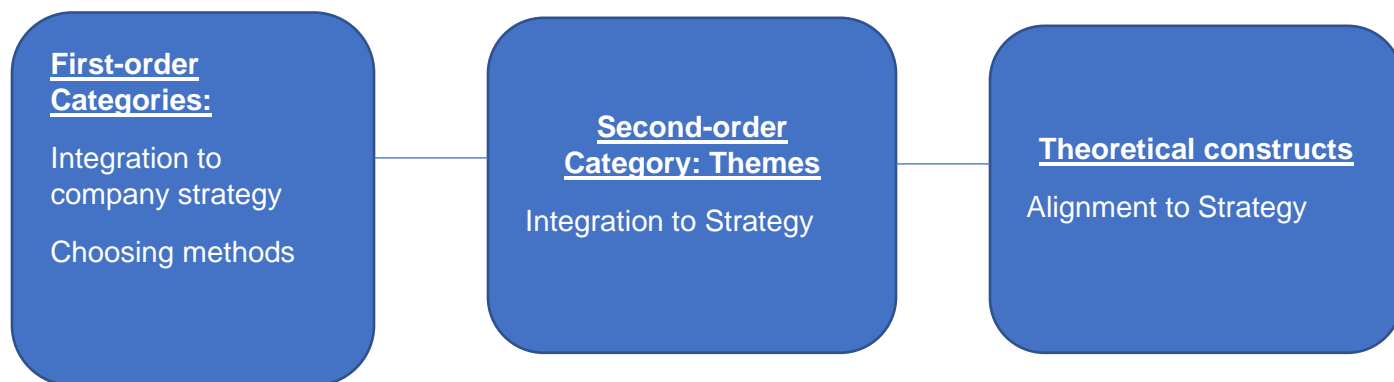 First-order
Categories:
Integration to
company strategy
Choosing methods
Second-order
Category: Themes
Integration to Strategy
Theoretical constructs
Alignment to Strategy